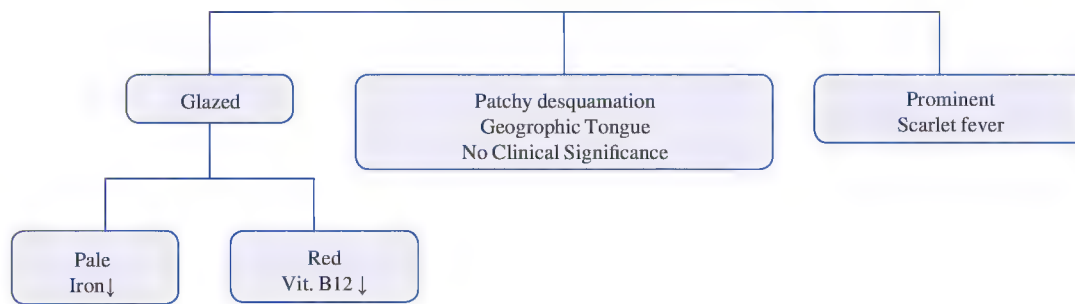 Glazed
Patchy desquamation
Geogrophic Tongue
No Clinical Significance
Prominent
Scarlet fever
Pale
Iron↓
Red
Vit. B12 ↓